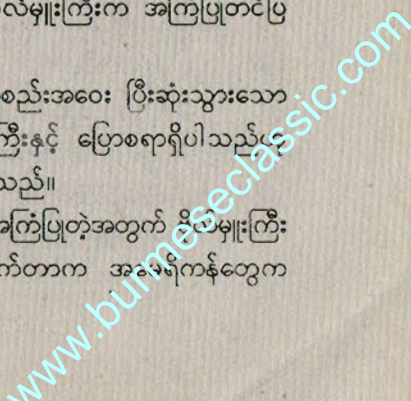 လ်မှူးကြီးက အကြံပြုတင်ပြ
စည်းအဝေး ပြီးဆုံးသွားသော
ကြီးနှင့် ပြောစရာရှိပါသည်ဟု
သည်။
အကြံပြုတဲ့အတွက် ဗိုလ်မှူးကြီး
က်တာက အမေရိကန်တွေက
www.burmeseclassic.com